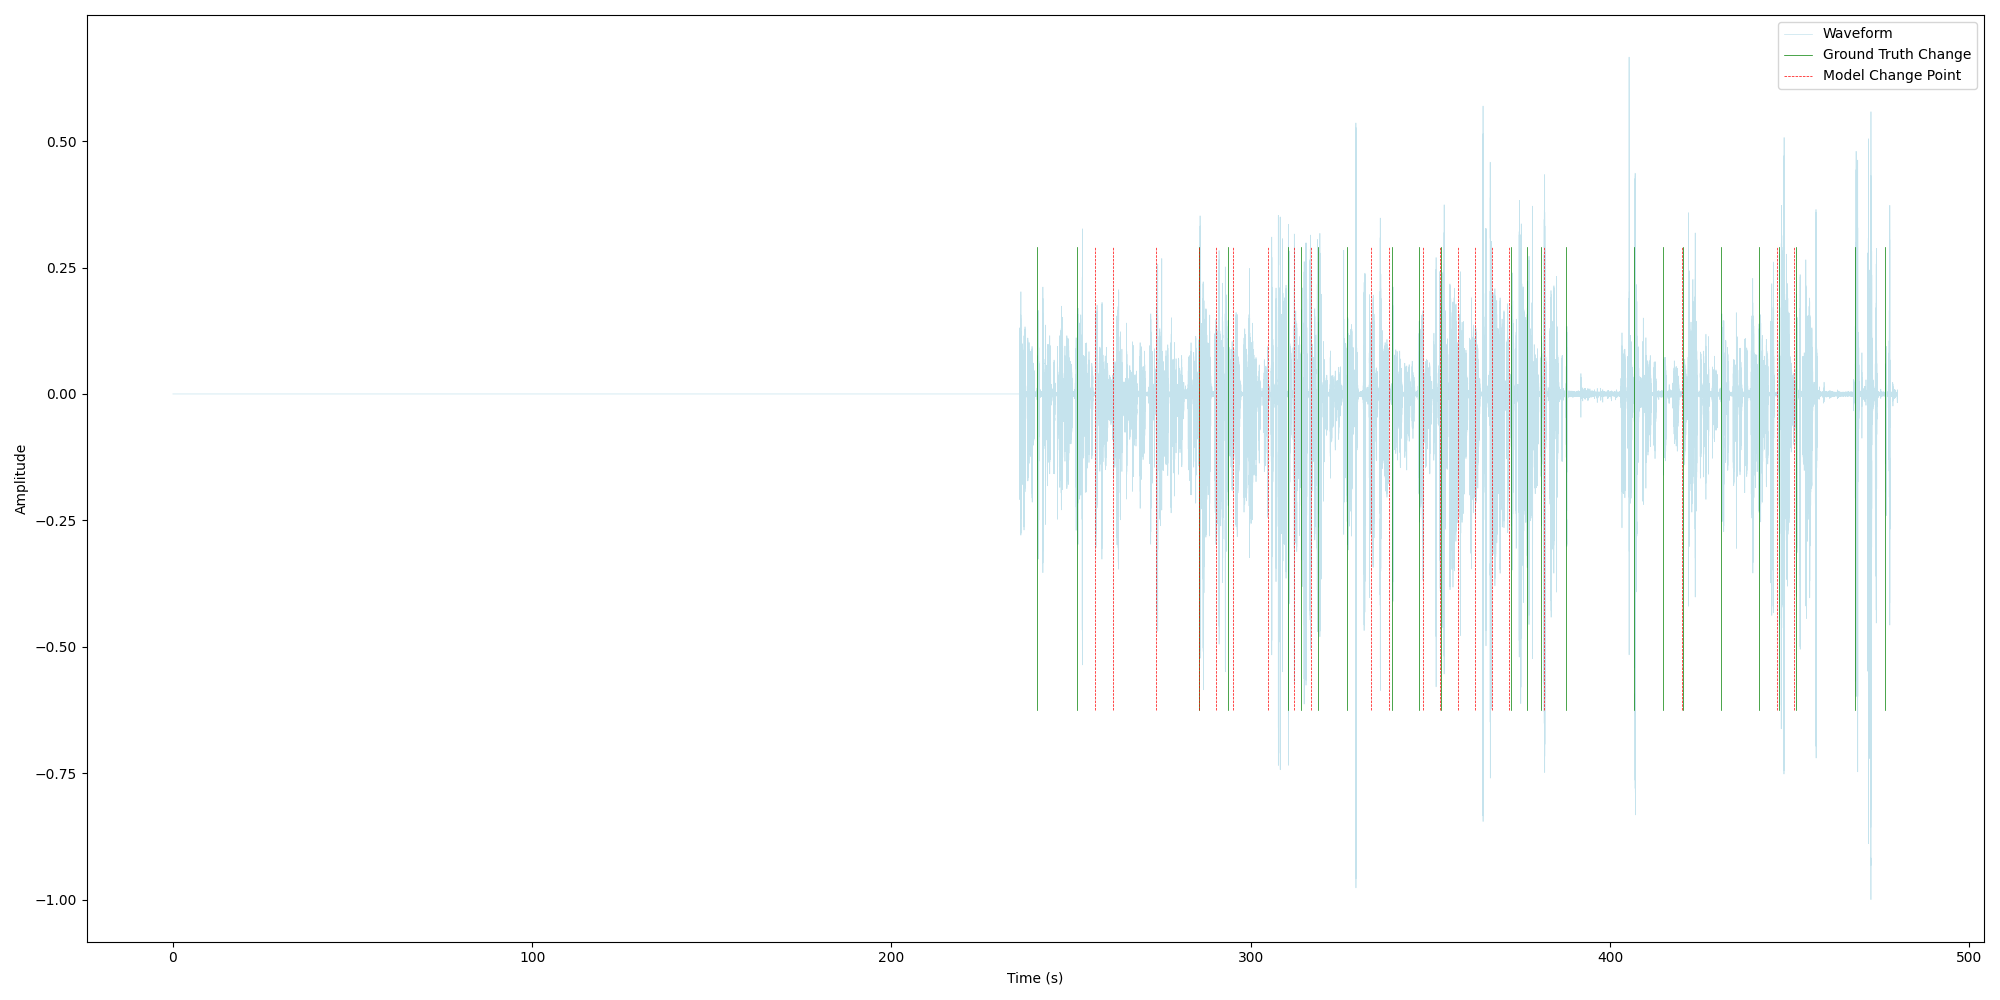 Waveform
Ground Truth Change
Model Change Point
0.50
0.25
0.00
−0.25
−0.50
−0.75
−1.00
Amplitude
0 100 200 300 400 500
Time (s)